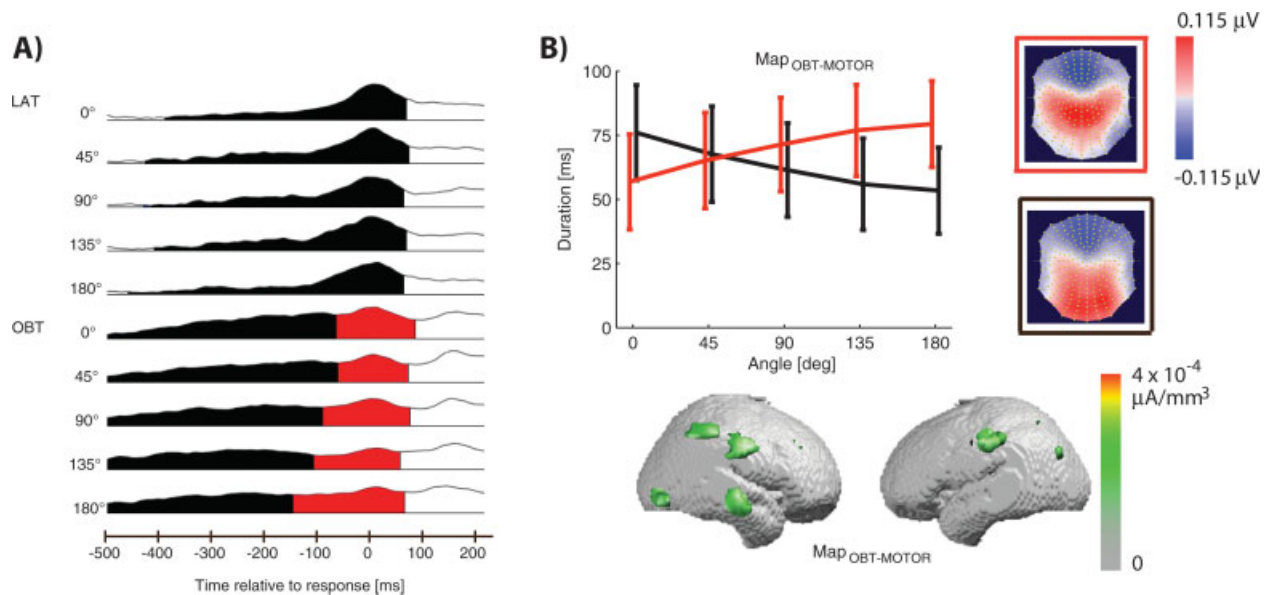 A)
LAT
0°
45°
90°
135°
180°
OBT
0°
45°
90°
135°
180°
-500 -400 -300 -200 -100 0 100 200
Time relative to response [ms]
B)
Map OBT-MOTOR
100
75
50
25
0
Duration [ms]
0 45 90 135 180
Angle [deg]
0.115 µV
-0.115 µV
4 x 10-4
µA/mm3
0
Map OBT-MOTOR